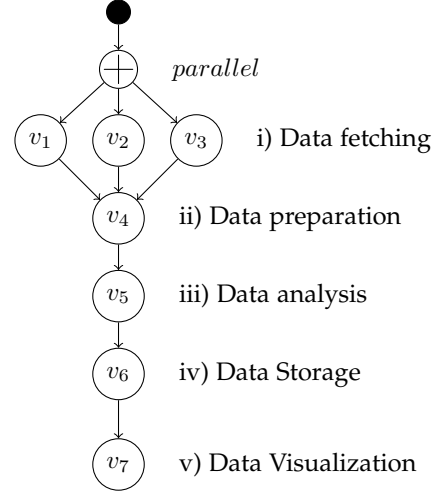 parallel
v1 v2 v3 i) Data fetching
v4 ii) Data preparation
v5 iii) Data analysis
v6 iv) Data Storage
v7 v) Data Visualization